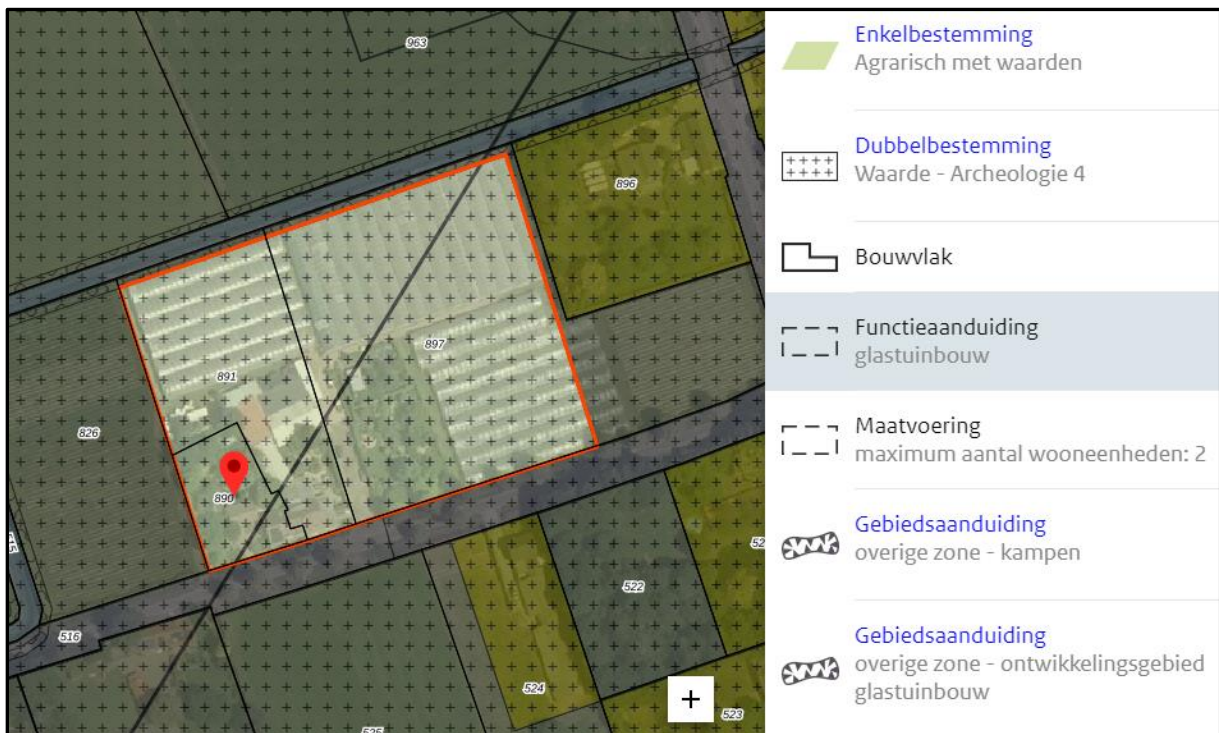 963
896
897
891
826
890
516
522
524
523
Enkelbestemming
Agrarisch met waarden
Dubbelbestemming
Waarde - Archeologie 4
Bouwvlak
Functieaanduiding
glastuinbouw
Maatvoering
maximum aantal wooneenheden: 2
Gebiedsaanduiding
overige zone - kampen
Gebiedsaanduiding
overige zone - ontwikkelingsgebied
glastuinbouw